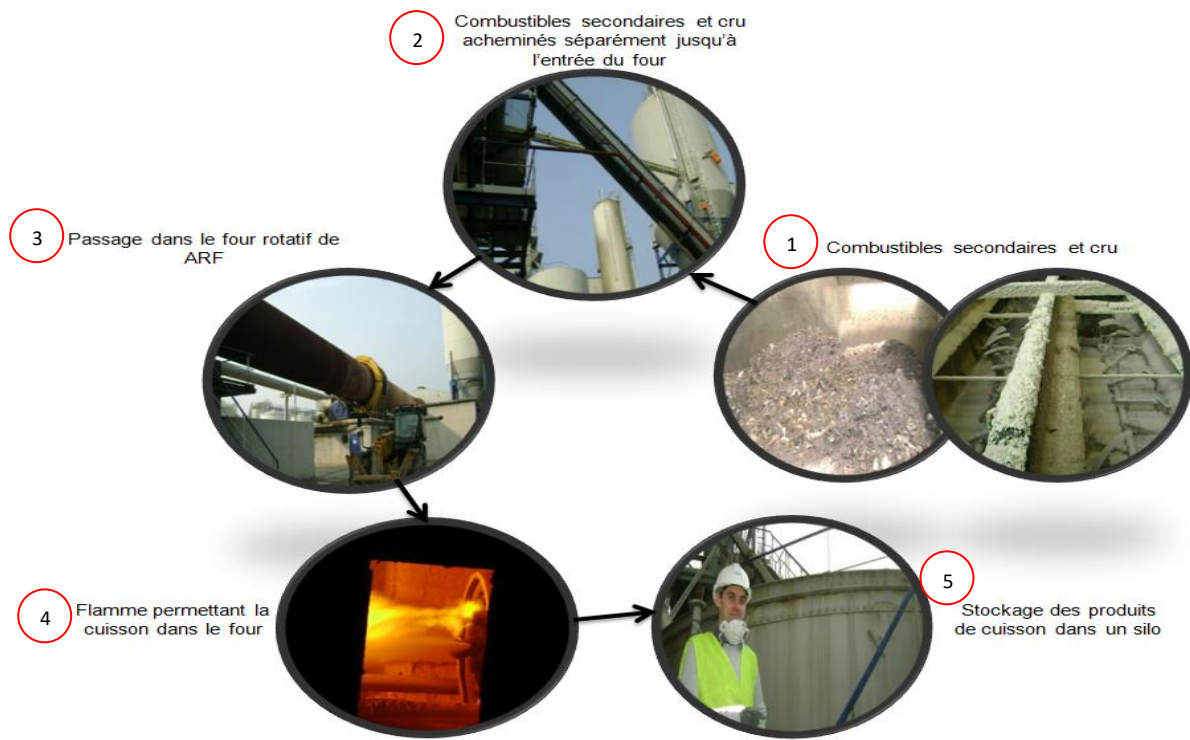 1
Combustibles secondaires et cru
2
Combustibles secondaires et cru
acheminés séparément jusqu'à
l'entrée du four
3
Passage dans le four rotatif de
ARF
4
Flamme permettant la
cuisson dans le four
5
Stockage des produits
de cuisson dans un silo